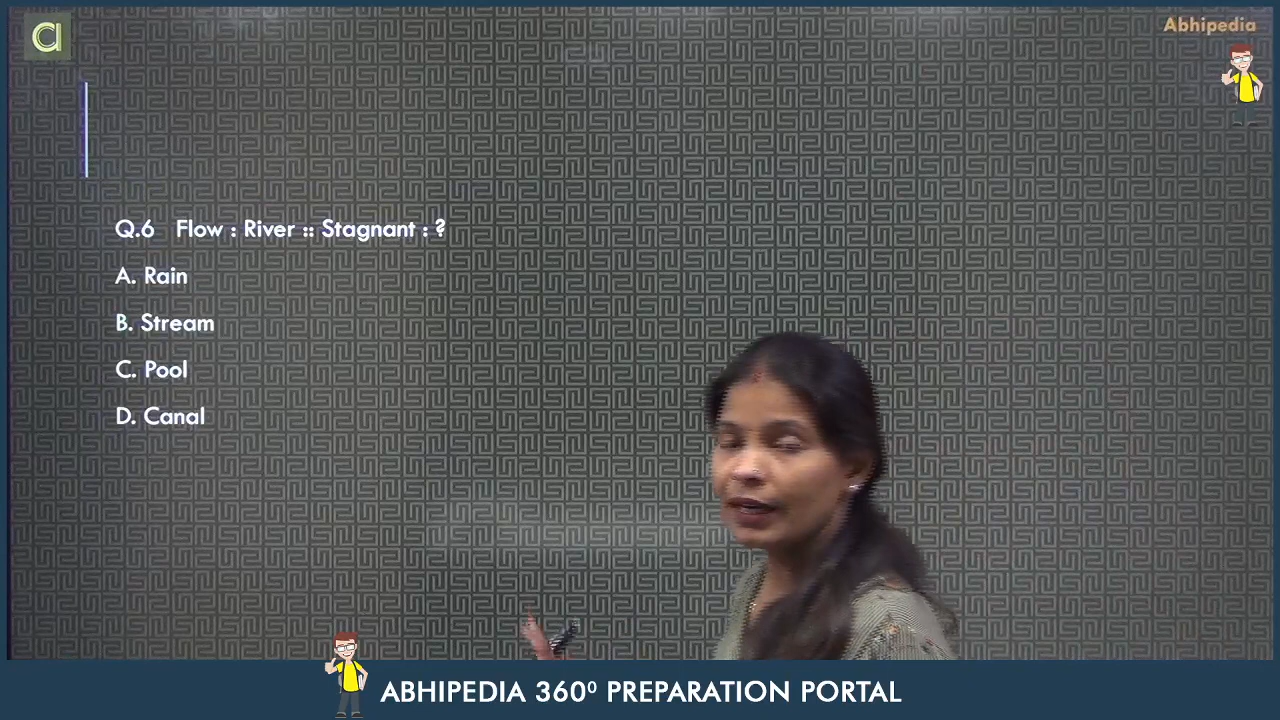 a
Abhipedia
Q.6 Flow : River :: Stagnant : ?
A. Rain
B. Stream
C. Pool
D. Canal
ABHIPEDIA 360⁰ PREPARATION PORTAL